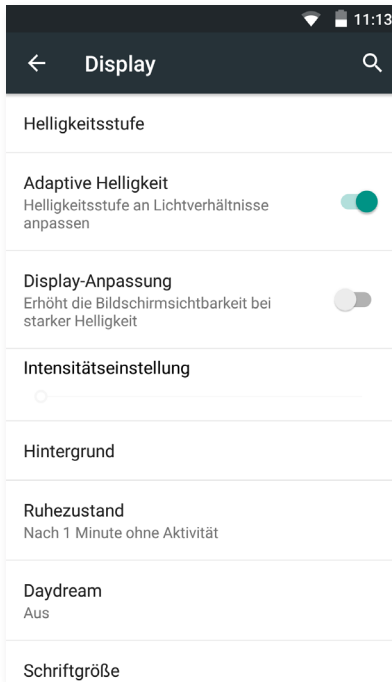 11:13
Display
Helligkeitsstufe
Adaptive Helligkeit
Helligkeitsstufe an Lichtverhältnisse
anpassen
Display-Anpassung
Erhöht die Bildschirmsichtbarkeit bei
starker Helligkeit
Intensitätseinstellung
Hintergrund
Ruhezustand
Nach 1 Minute ohne Aktivität
Daydream
Aus
Schriftgröße